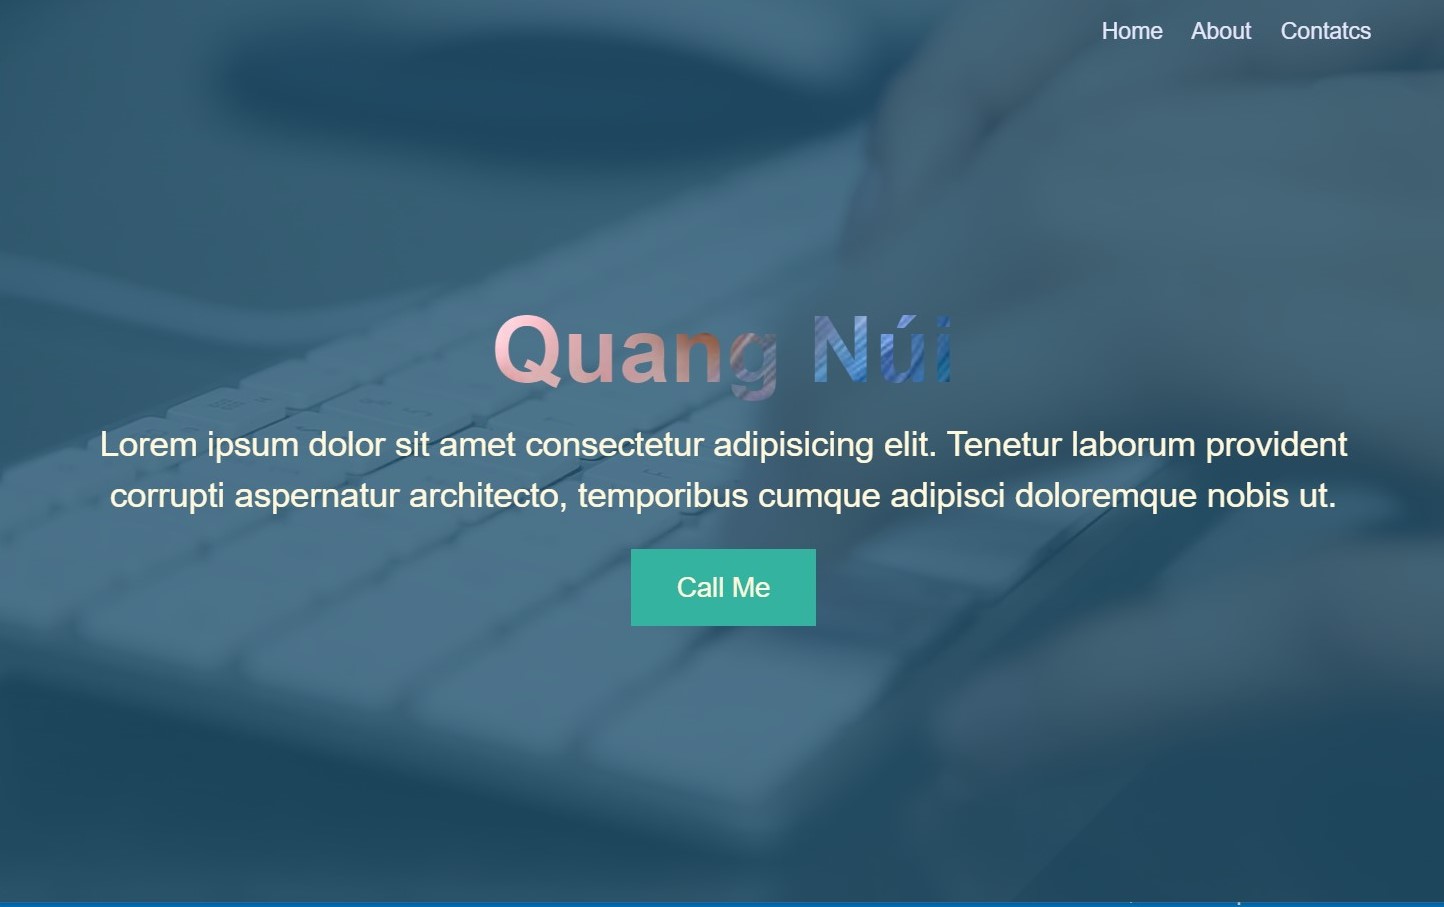 Home About Contatcs
Quang Núi
Lorem ipsum dolor sit amet consectetur adipisicing elit. Tenetur laborum provident
corrupti aspernatur architecto, temporibus cumque adipisci doloremque nobis ut.
Call Me